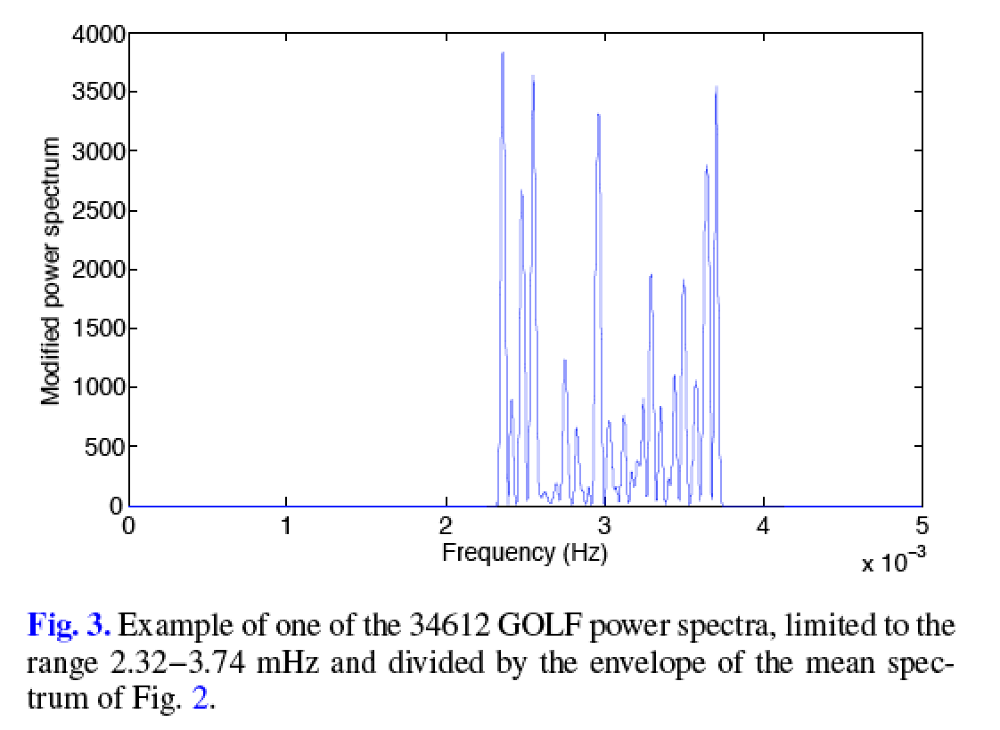 4000
3500
3000
2500
2000
1500
1000
500
0
Modified power spectrum
0 1 2 3 4 5
Frequency (Hz)
x 10⁻³
Fig. 3. Example of one of the 34612 GOLF power spectra, limited to the
range 2.32–3.74 mHz and divided by the envelope of the mean spec-
trum of Fig. 2.